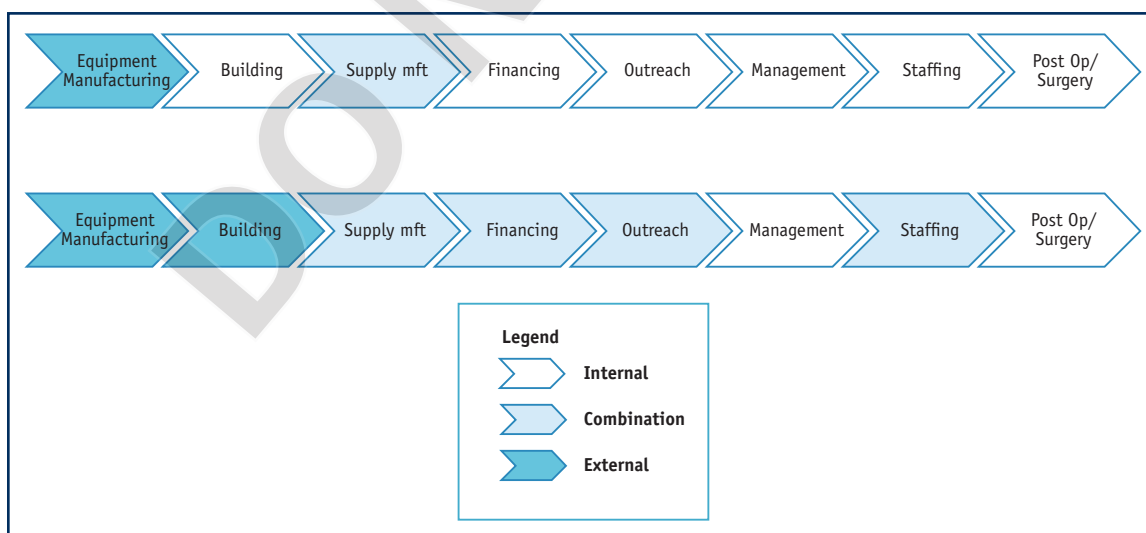 Equipment
Manufacturing
Building
Supply mft
Financing
Outreach
Management
Staffing
Post Op/
Surgery
Equipment
Manufacturing
Building
Supply mft
Financing
Outreach
Management
Staffing
Post Op/
Surgery
Legend
Internal
Combination
External